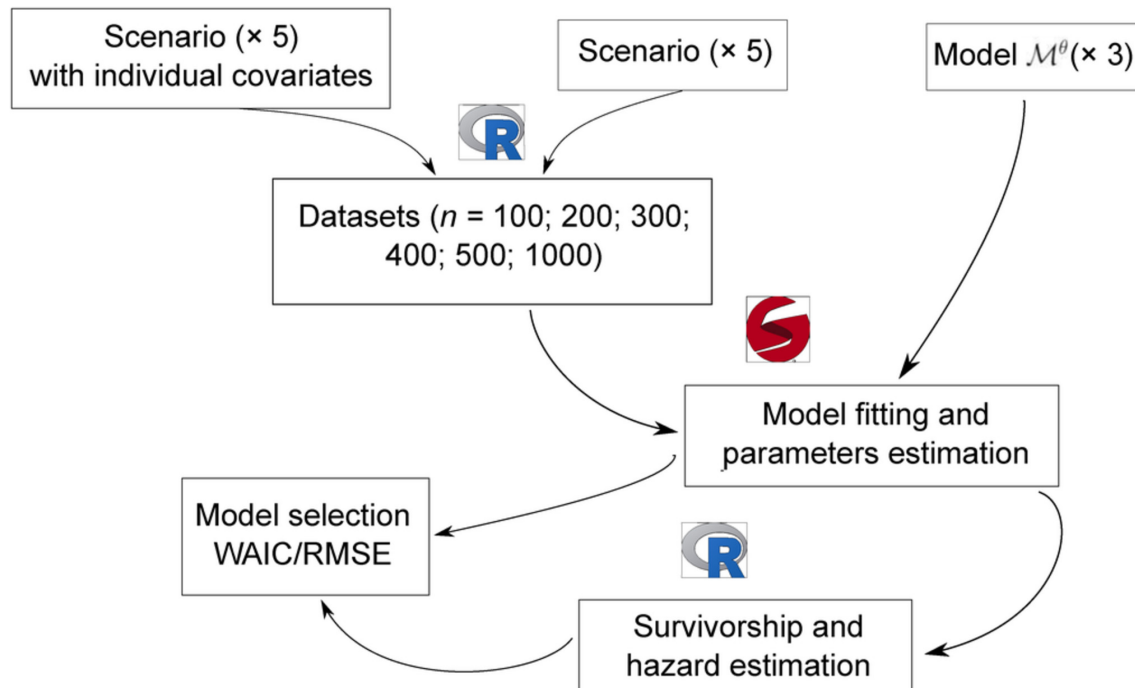 Scenario (× 5)
with individual covariates
Scenario (× 5)
Model ℳ^θ(× 3)
R
Datasets (n = 100; 200; 300;
400; 500; 1000)
Model fitting and
parameters estimation
Model selection
WAIC/RMSE
R
Survivorship and
hazard estimation